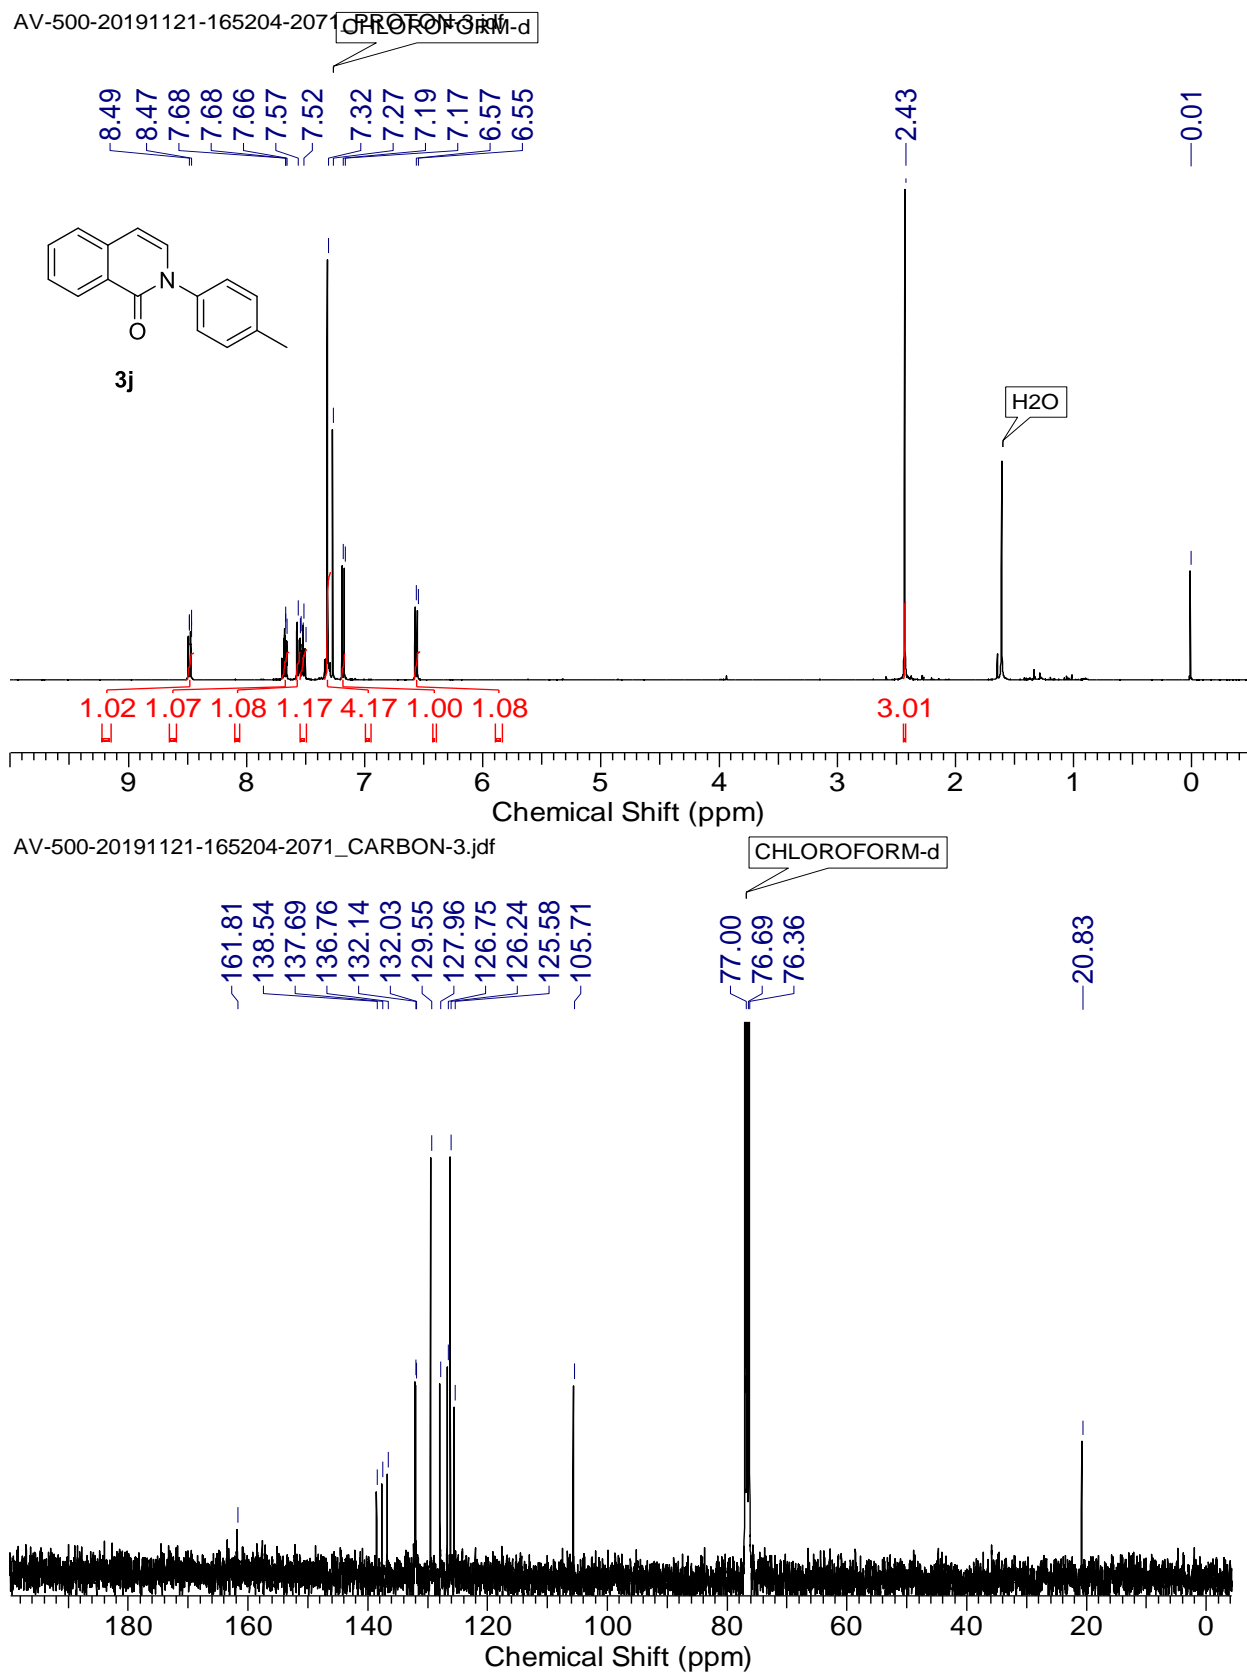 AV-500-20191121-165204-2071_PROTON-3.jdf
CHLOROFORM-d
8.49
8.47
7.68
7.68
7.66
7.57
7.52
7.32
7.27
7.19
7.17
6.57
6.55
2.43
0.01
N
O
3j
H2O
1.02 1.07 1.08 1.17 4.17 1.00 1.08 3.01
9 8 7 6 5 4 3 2 1 0
Chemical Shift (ppm)
AV-500-20191121-165204-2071_CARBON-3.jdf
CHLOROFORM-d
161.81
138.54
137.69
136.76
132.14
132.03
129.55
127.96
126.75
126.24
125.58
105.71
77.00
76.69
76.36
20.83
180 160 140 120 100 80 60 40 20 0
Chemical Shift (ppm)